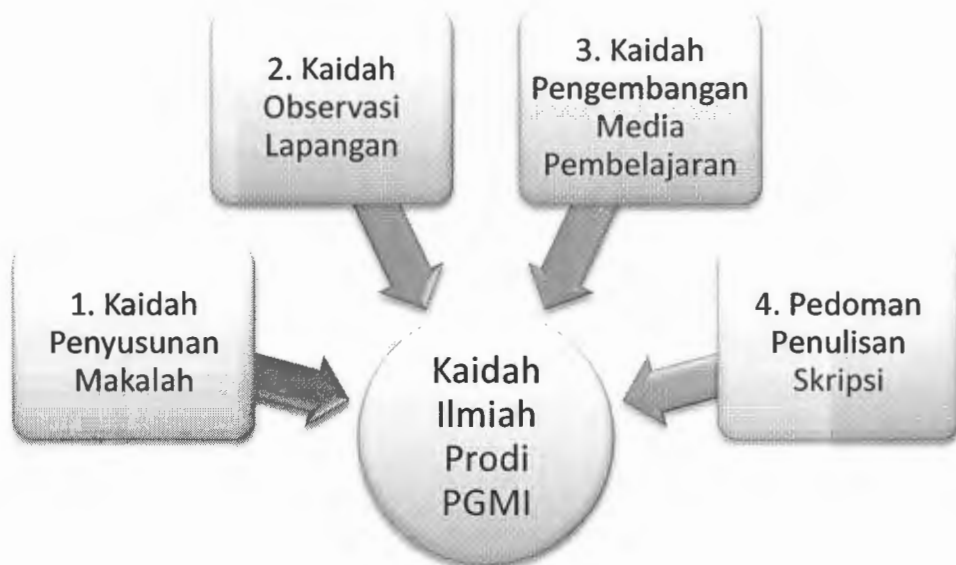 1. Kaidah
Penyusunan
Makalah
2. Kaidah
Observasi
Lapangan
3. Kaidah
Pengembangan
Media
Pembelajaran
4. Pedoman
Penulisan
Skripsi
Kaidah
Ilmiah
Prodi
PGMI